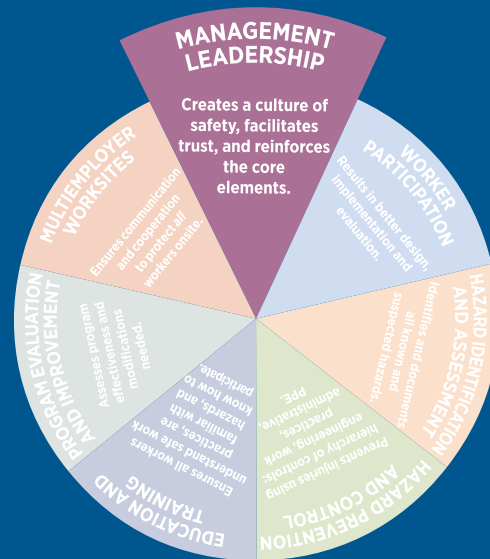 MANAGEMENT
LEADERSHIP
Creates a culture of
safety, facilitates
trust, and reinforces
the core
elements.
WORKER
PARTICIPATION
Results in better design,
implementation and
evaluation.
HAZARD IDENTIFICATION
AND ASSESSMENT
Identifies and documents
all known and
suspected hazards.
HAZARD PREVENTION
AND CONTROL
Prevents injuries using
hierarchy of controls:
engineering, work
practices,
administrative,
PPE.
EDUCATION AND
TRAINING
Ensures all workers
understand safe work
practices, are
familiar with
hazards, and
know how to
participate.
PROGRAM EVALUATION
AND IMPROVEMENT
Assesses program
effectiveness and
modifications
needed.
MULTIEMPLOYER
WORKSITES
Ensures communication
and cooperation
to protect all
workers onsite.